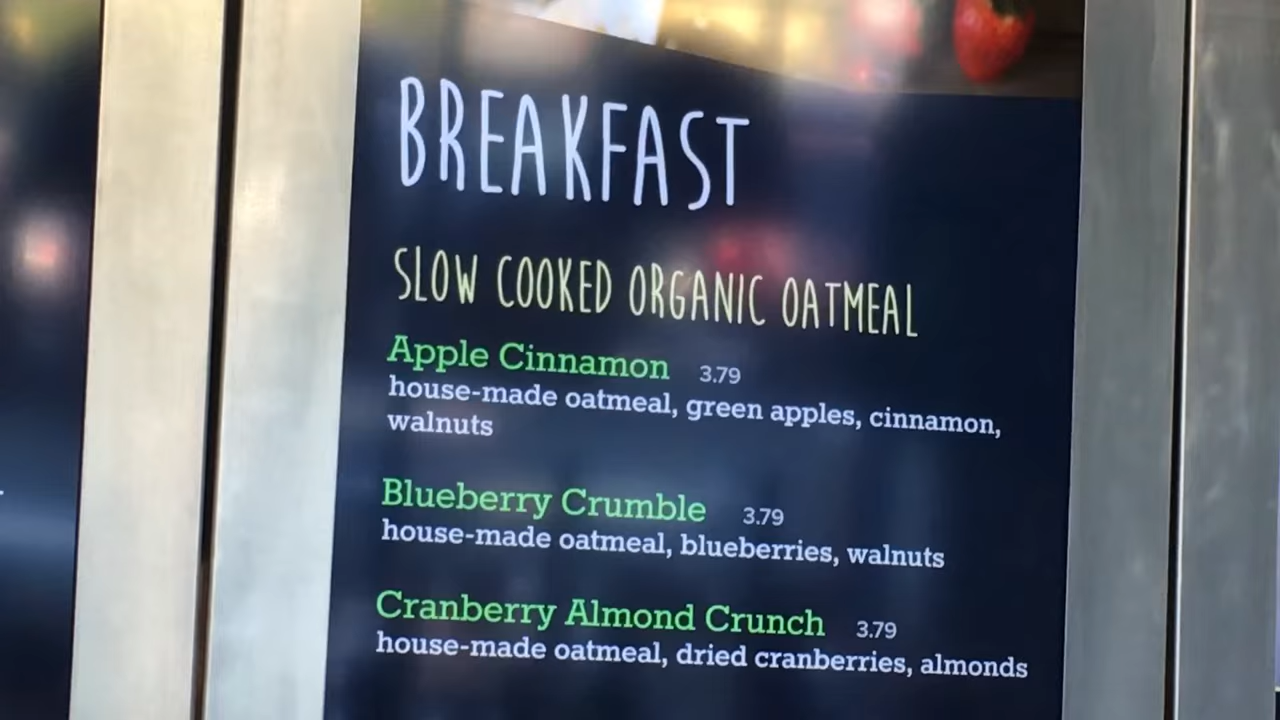 BREAKFAST
SLOW COOKED ORGANIC OATMEAL
Apple Cinnamon 3.79
house-made oatmeal, green apples, cinnamon,
walnuts
Blueberry Crumble 3.79
house-made oatmeal, blueberries, walnuts
Cranberry Almond Crunch 3.79
house-made oatmeal, dried cranberries, almonds